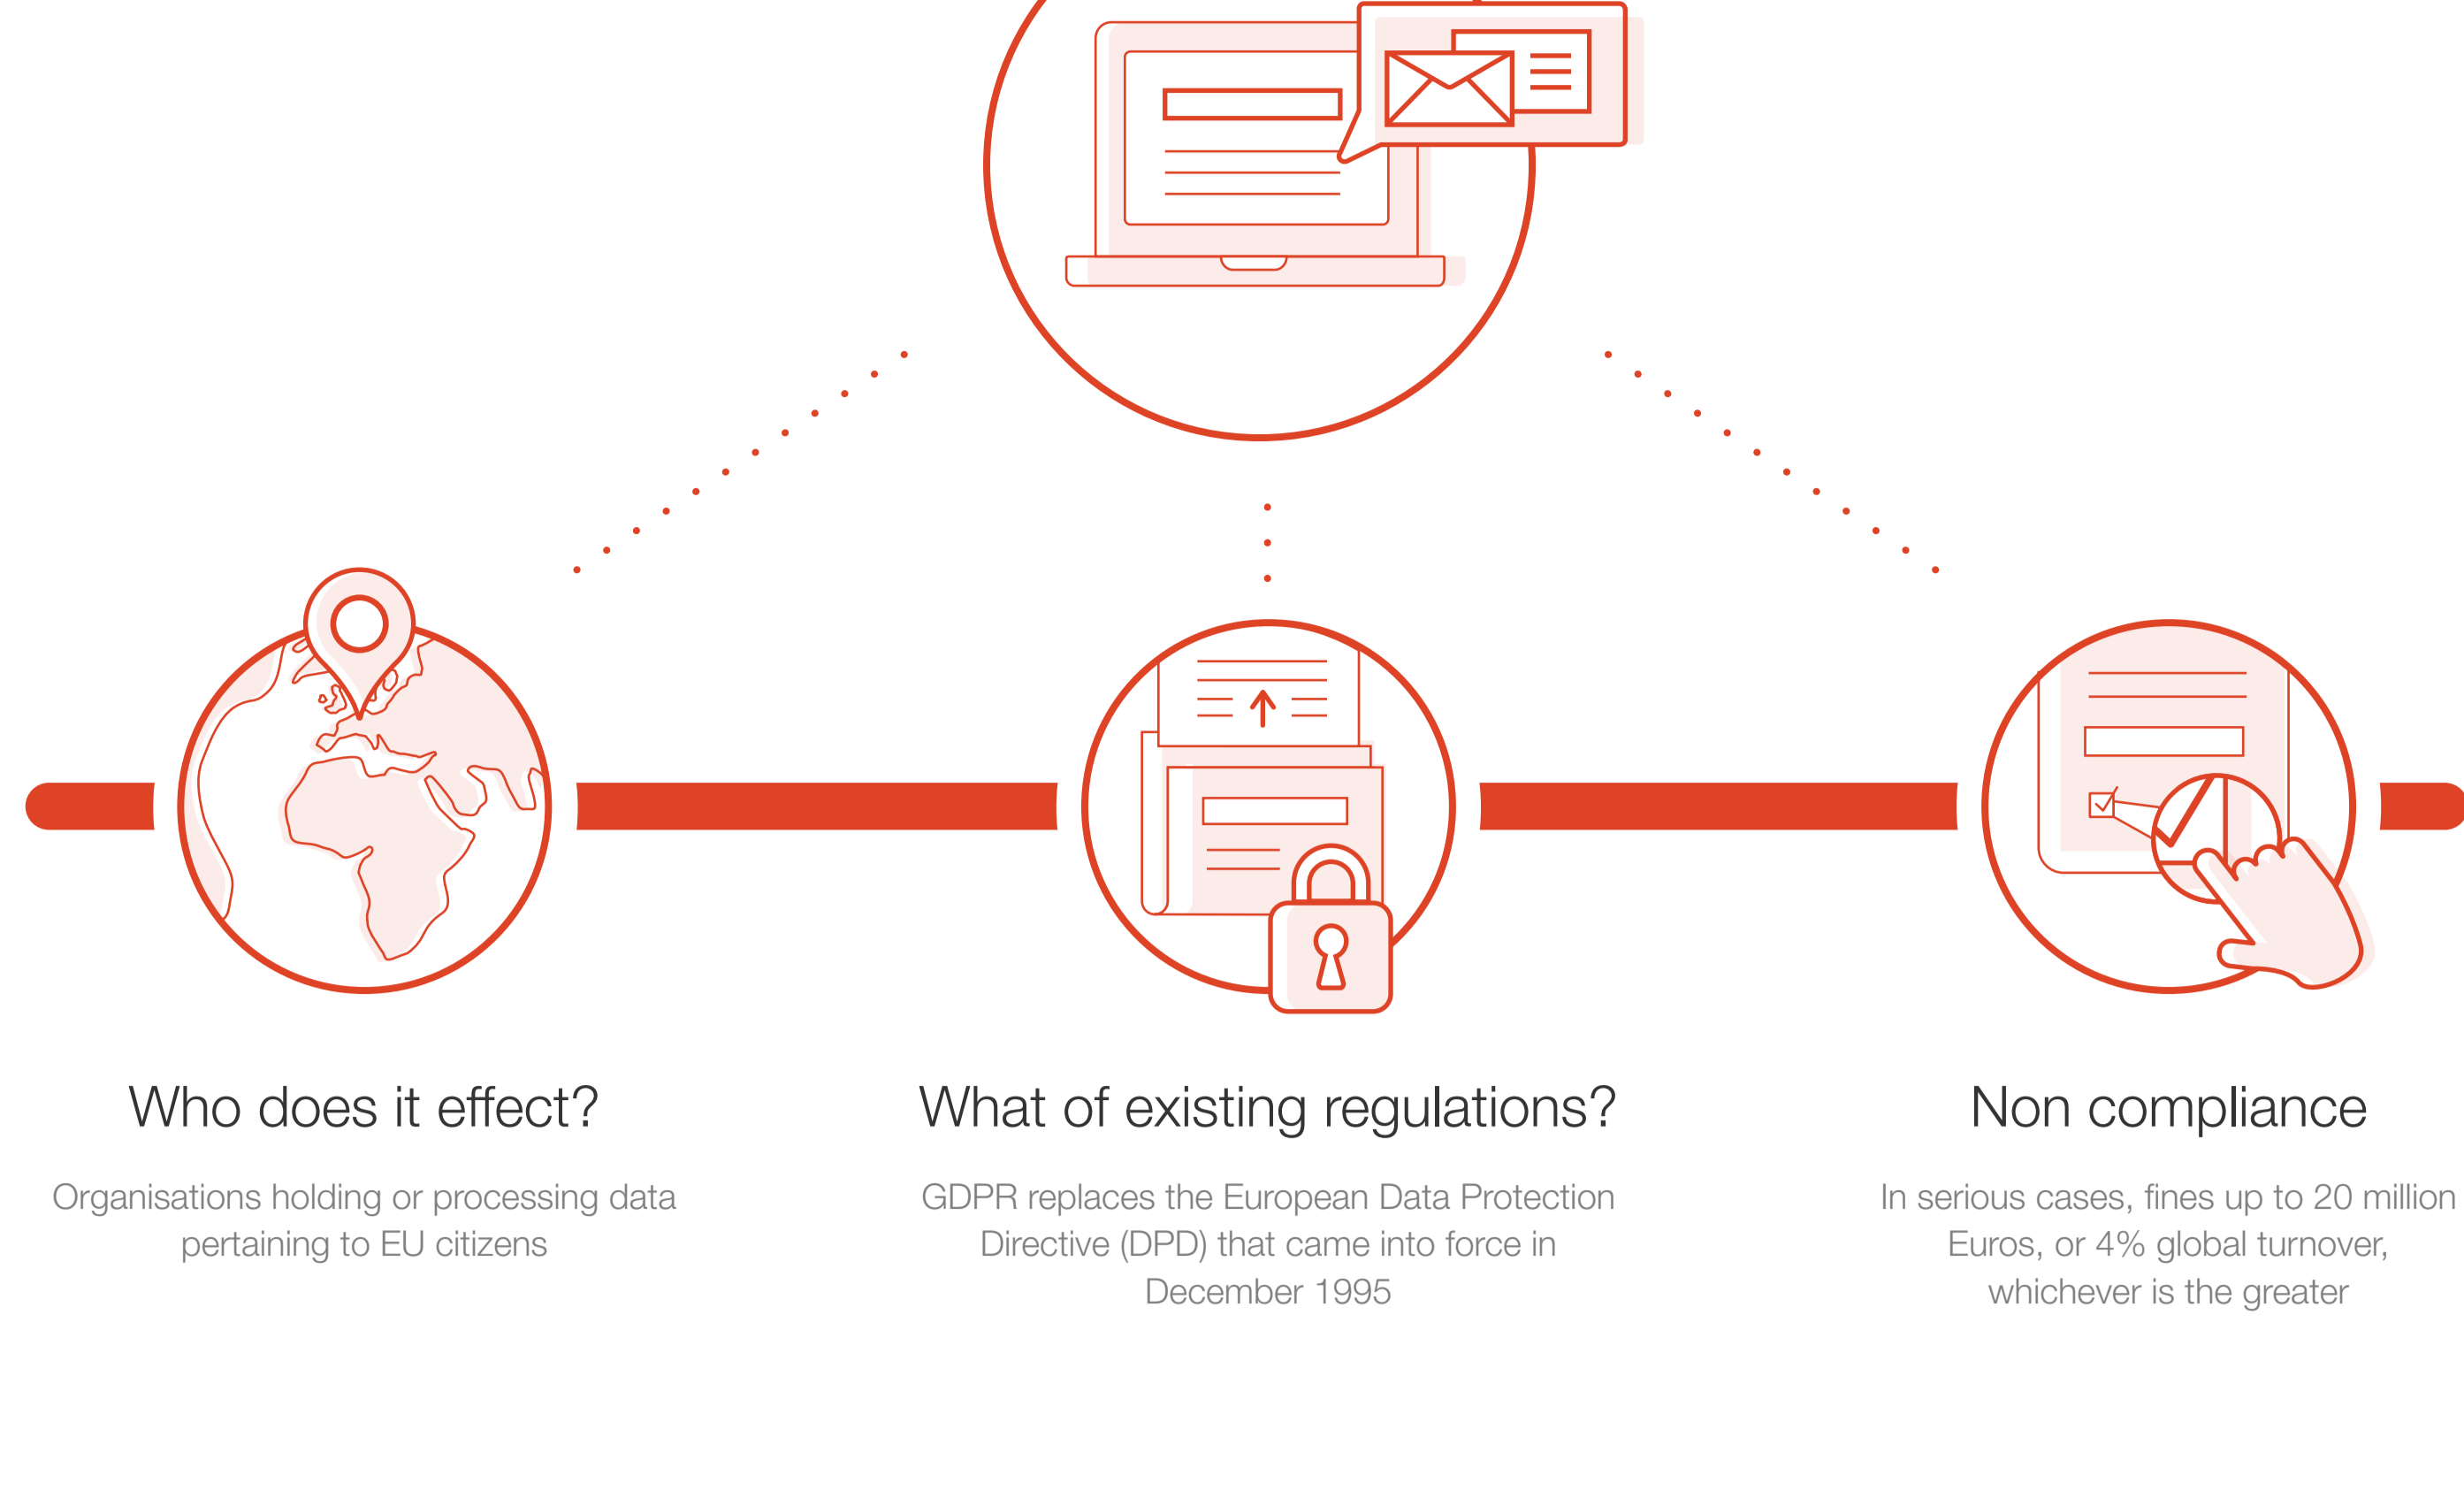 Who does it effect?
Organisations holding or processing data
pertaining to EU citizens
What of existing regulations?
GDPR replaces the European Data Protection
Directive (DPD) that came into force in
December 1995
Non compliance
In serious cases, fines up to 20 million
Euros, or 4% global turnover,
whichever is the greater